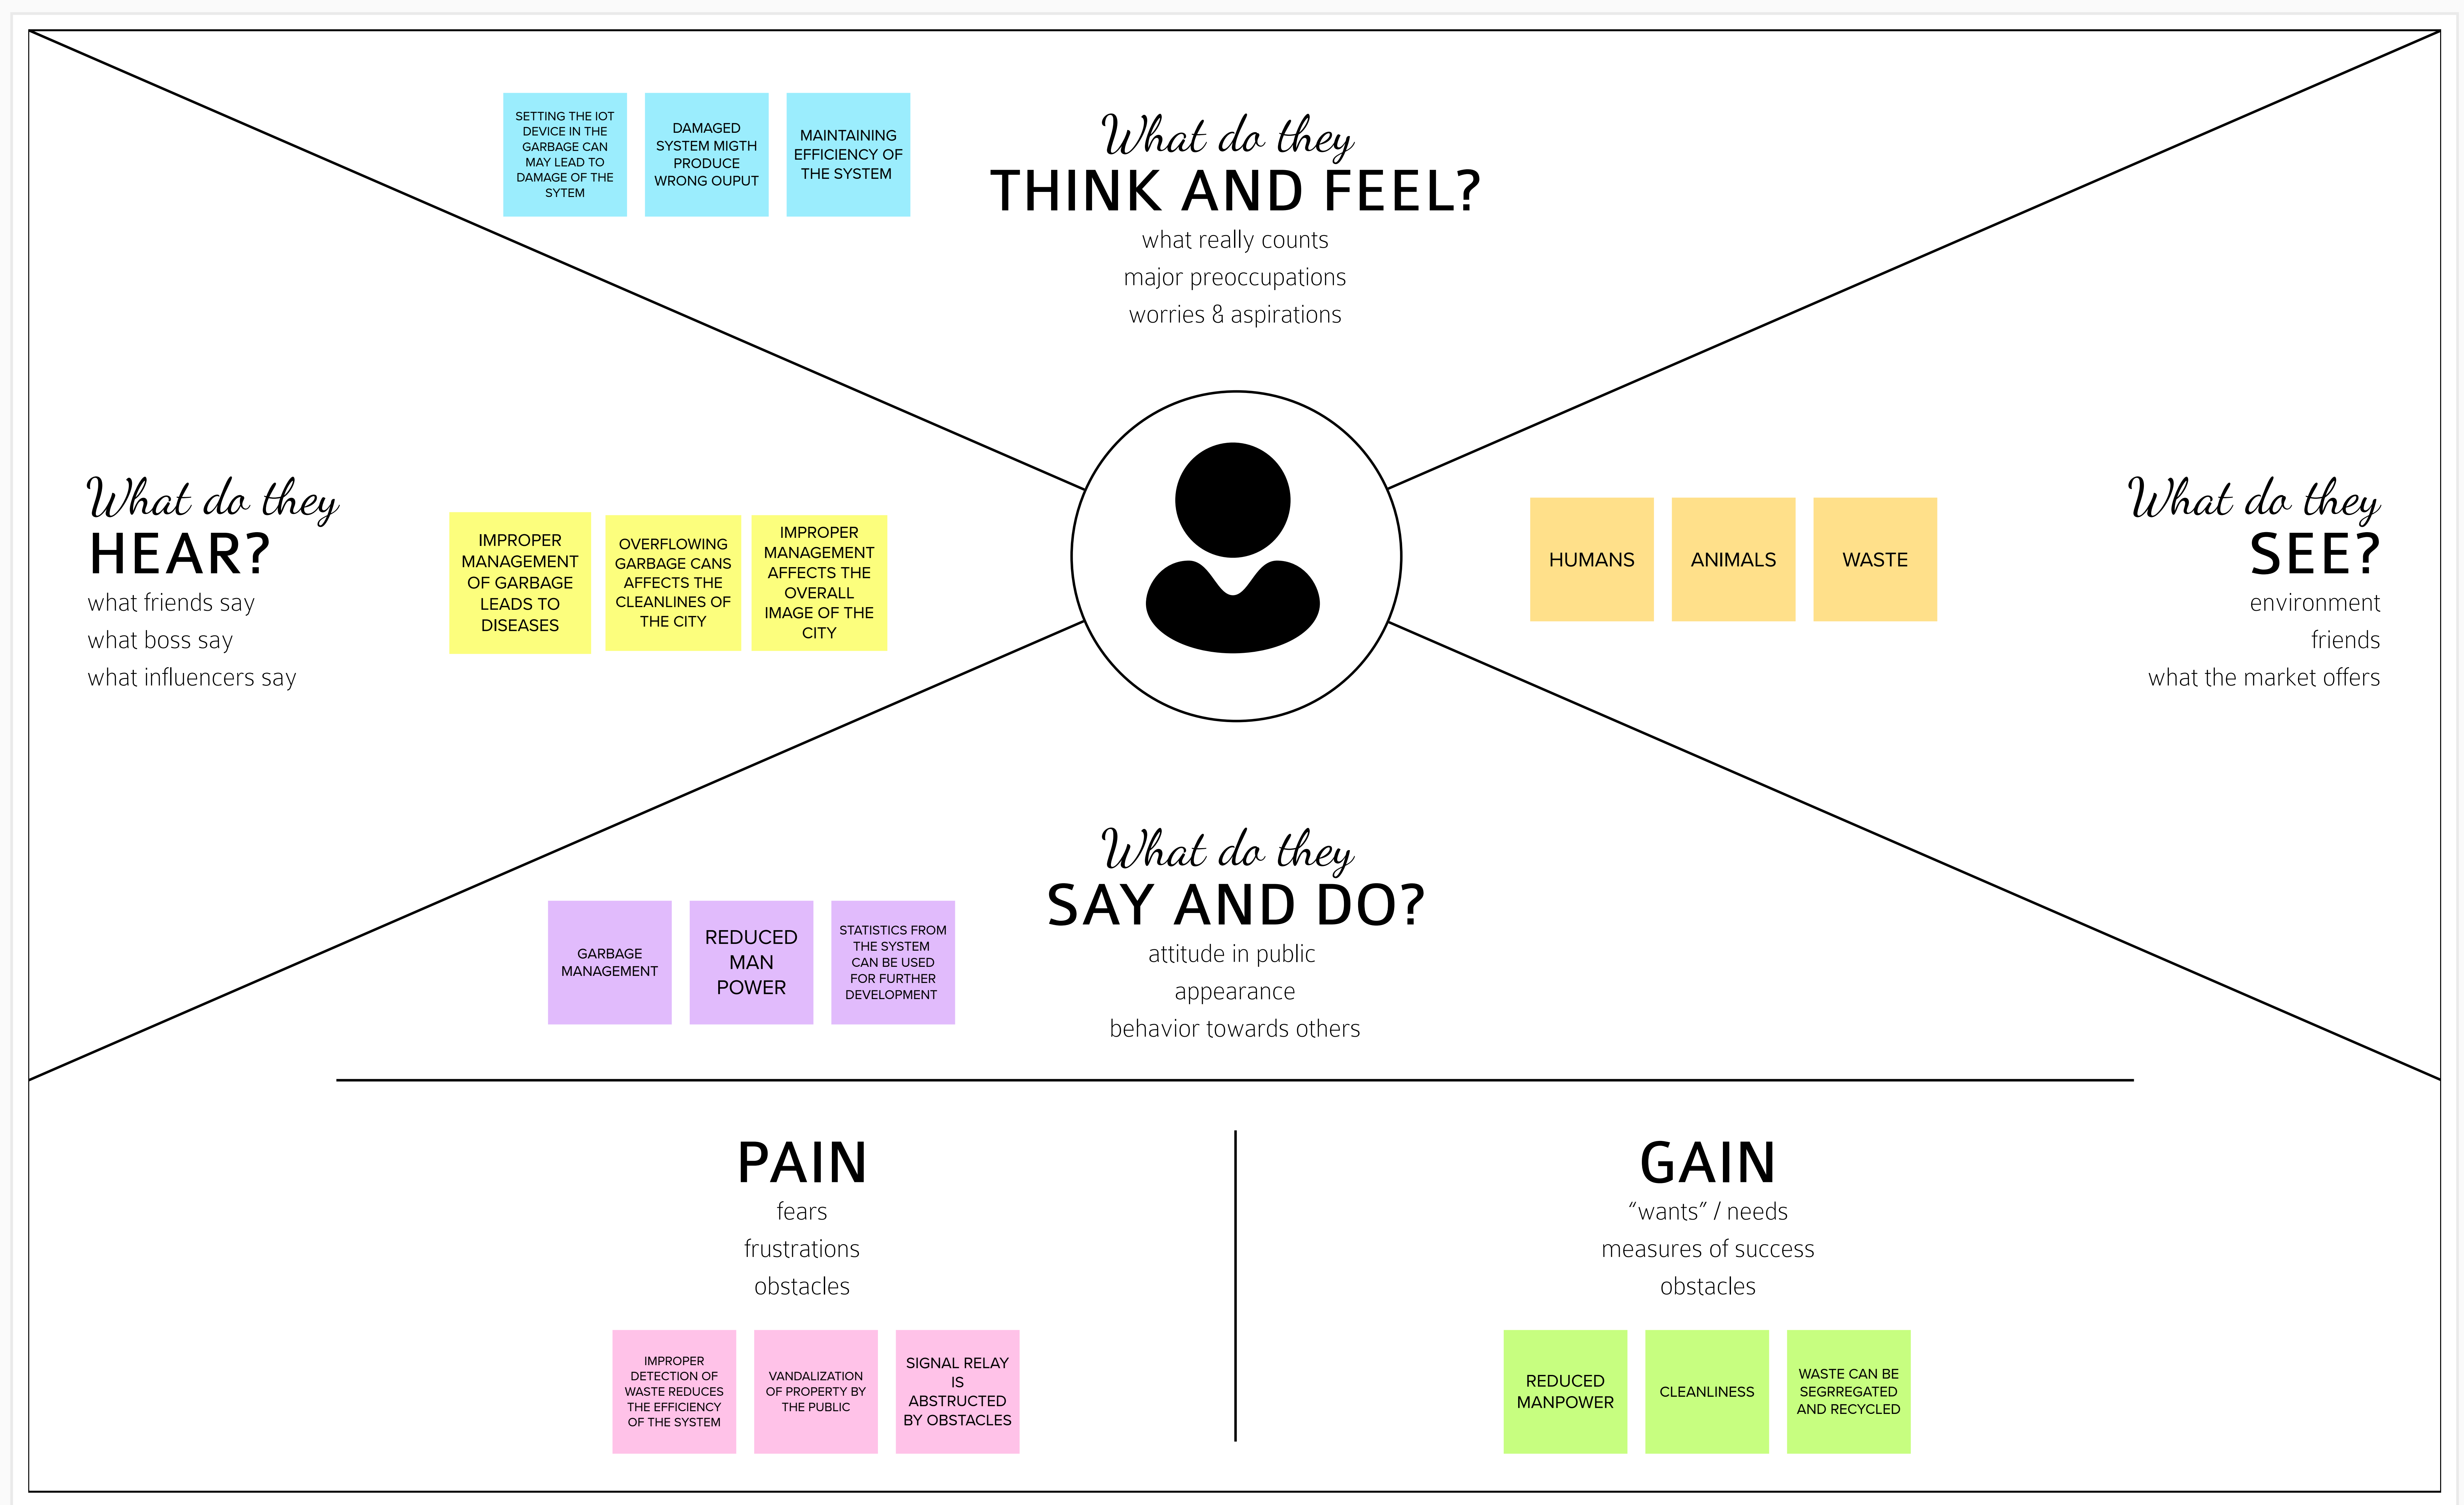 SETTING THE IOT
DEVICE IN THE
GARBAGE CAN
MAY LEAD TO
DAMAGE OF THE
SYTEM
DAMAGED
SYSTEM MIGTH
PRODUCE
WRONG OUPUT
MAINTAINING
EFFICIENCY OF
THE SYSTEM
What do they
THINK AND FEEL?
what really counts
major preoccupations
worries & aspirations
What do they
HEAR?
what friends say
what boss say
what influencers say
IMPROPER
MANAGEMENT
OF GARBAGE
LEADS TO
DISEASES
OVERFLOWING
GARBAGE CANS
AFFECTS THE
CLEANLINES OF
THE CITY
IMPROPER
MANAGEMENT
AFFECTS THE
OVERALL
IMAGE OF THE
CITY
HUMANS
ANIMALS
WASTE
What do they
SEE?
environment
friends
what the market offers
What do they
SAY AND DO?
attitude in public
appearance
behavior towards others
GARBAGE
MANAGEMENT
REDUCED
MAN
POWER
STATISTICS FROM
THE SYSTEM
CAN BE USED
FOR FURTHER
DEVELOPMENT
PAIN
fears
frustrations
obstacles
IMPROPER
DETECTION OF
WASTE REDUCES
THE EFFICIENCY
OF THE SYSTEM
VANDALIZATION
OF PROPERTY BY
THE PUBLIC
SIGNAL RELAY
IS
ABSTRUCTED
BY OBSTACLES
GAIN
“wants” / needs
measures of success
obstacles
REDUCED
MANPOWER
CLEANLINESS
WASTE CAN BE
SEGRREGATED
AND RECYCLED